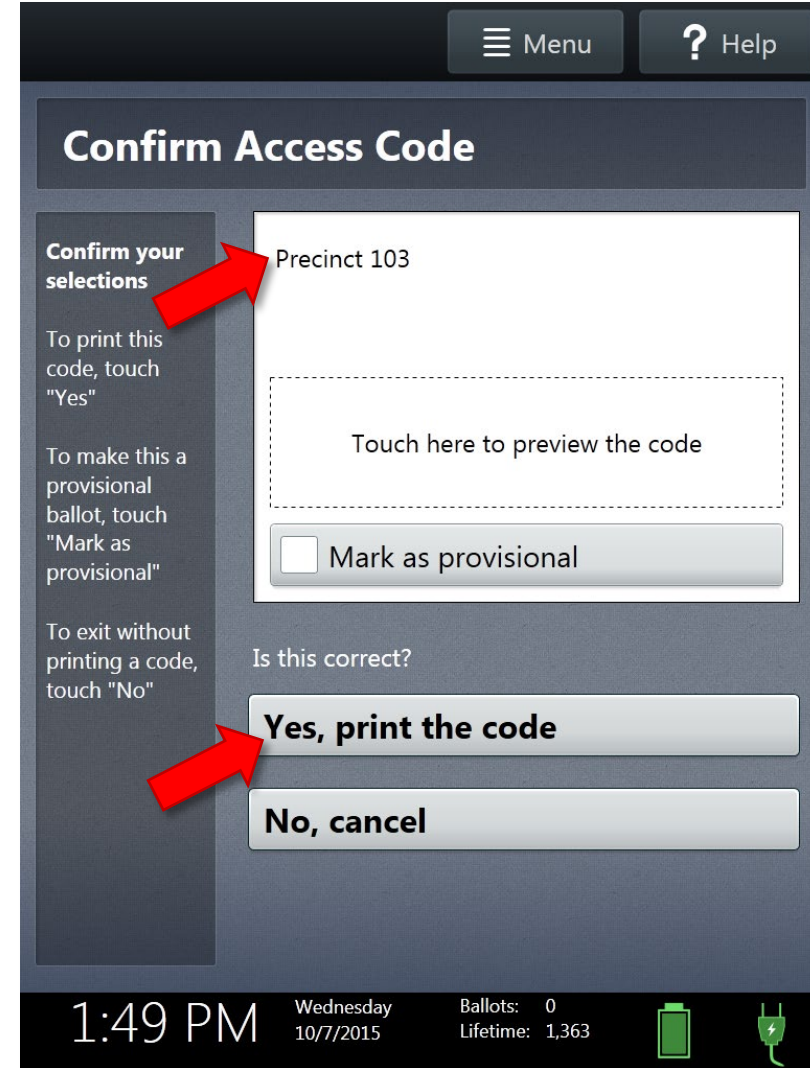 Menu
? Help
Confirm Access Code
Confirm your
selections
To print this
code, touch
"Yes"
To make this a
provisional
ballot, touch
"Mark as
provisional"
To exit without
printing a code,
touch "No"
Precinct 103
Touch here to preview the code
Mark as provisional
Is this correct?
Yes, print the code
No, cancel
1:49 PM
Wednesday
10/7/2015
Ballots: 0
Lifetime: 1,363